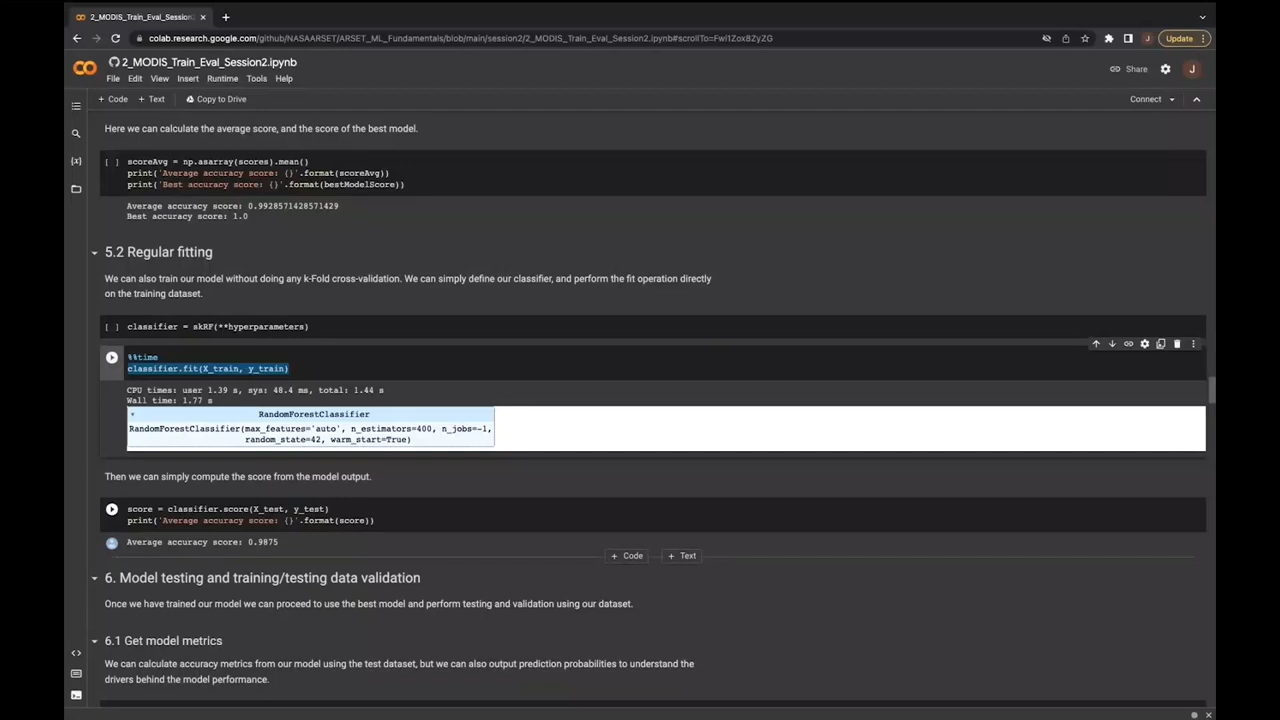 2_MODIS_Train_Eval_Session2.
colab.research.google.com/github/NASAARSET/ARSET_ML_Fundamentals/blob/main/session2/2_MODIS_Train_Eval_Session2.ipynb#scrollTo=FwI1Zox8ZyZG
J
Update
2_MODIS_Train_Eval_Session2.ipynb
Share
J
File Edit View Insert Runtime Tools Help
+ Code + Text Copy to Drive
Connect
Here we can calculate the average score, and the score of the best model.
[ ] scoreAvg = np.asarray(scores).mean()
print('Average accuracy score: {}'.format(scoreAvg))
print('Best accuracy score: {}'.format(bestModelScore))
Average accuracy score: 0.9928571428571429
Best accuracy score: 1.0
5.2 Regular fitting
We can also train our model without doing any k-Fold cross-validation. We can simply define our classifier, and perform the fit operation directly
on the training dataset.
[ ] classifier = skRF(**hyperparameters)
%%time
classifier.fit(X_train, y_train)
CPU times: user 1.39 s, sys: 48.4 ms, total: 1.44 s
Wall time: 1.77 s
RandomForestClassifier
RandomForestClassifier(max_features='auto', n_estimators=400, n_jobs=-1,
random_state=42, warm_start=True)
Then we can simply compute the score from the model output.
score = classifier.score(X_test, y_test)
print('Average accuracy score: {}'.format(score))
Average accuracy score: 0.9875
+ Code + Text
6. Model testing and training/testing data validation
Once we have trained our model we can proceed to use the best model and perform testing and validation using our dataset.
6.1 Get model metrics
We can calculate accuracy metrics from our model using the test dataset, but we can also output prediction probabilities to understand the
drivers behind the model performance.